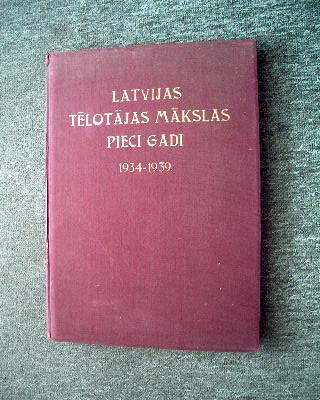 LATVIJAS
TĒLOTĀJAS MĀKSLAS
PIECI GADI
1934-1939.